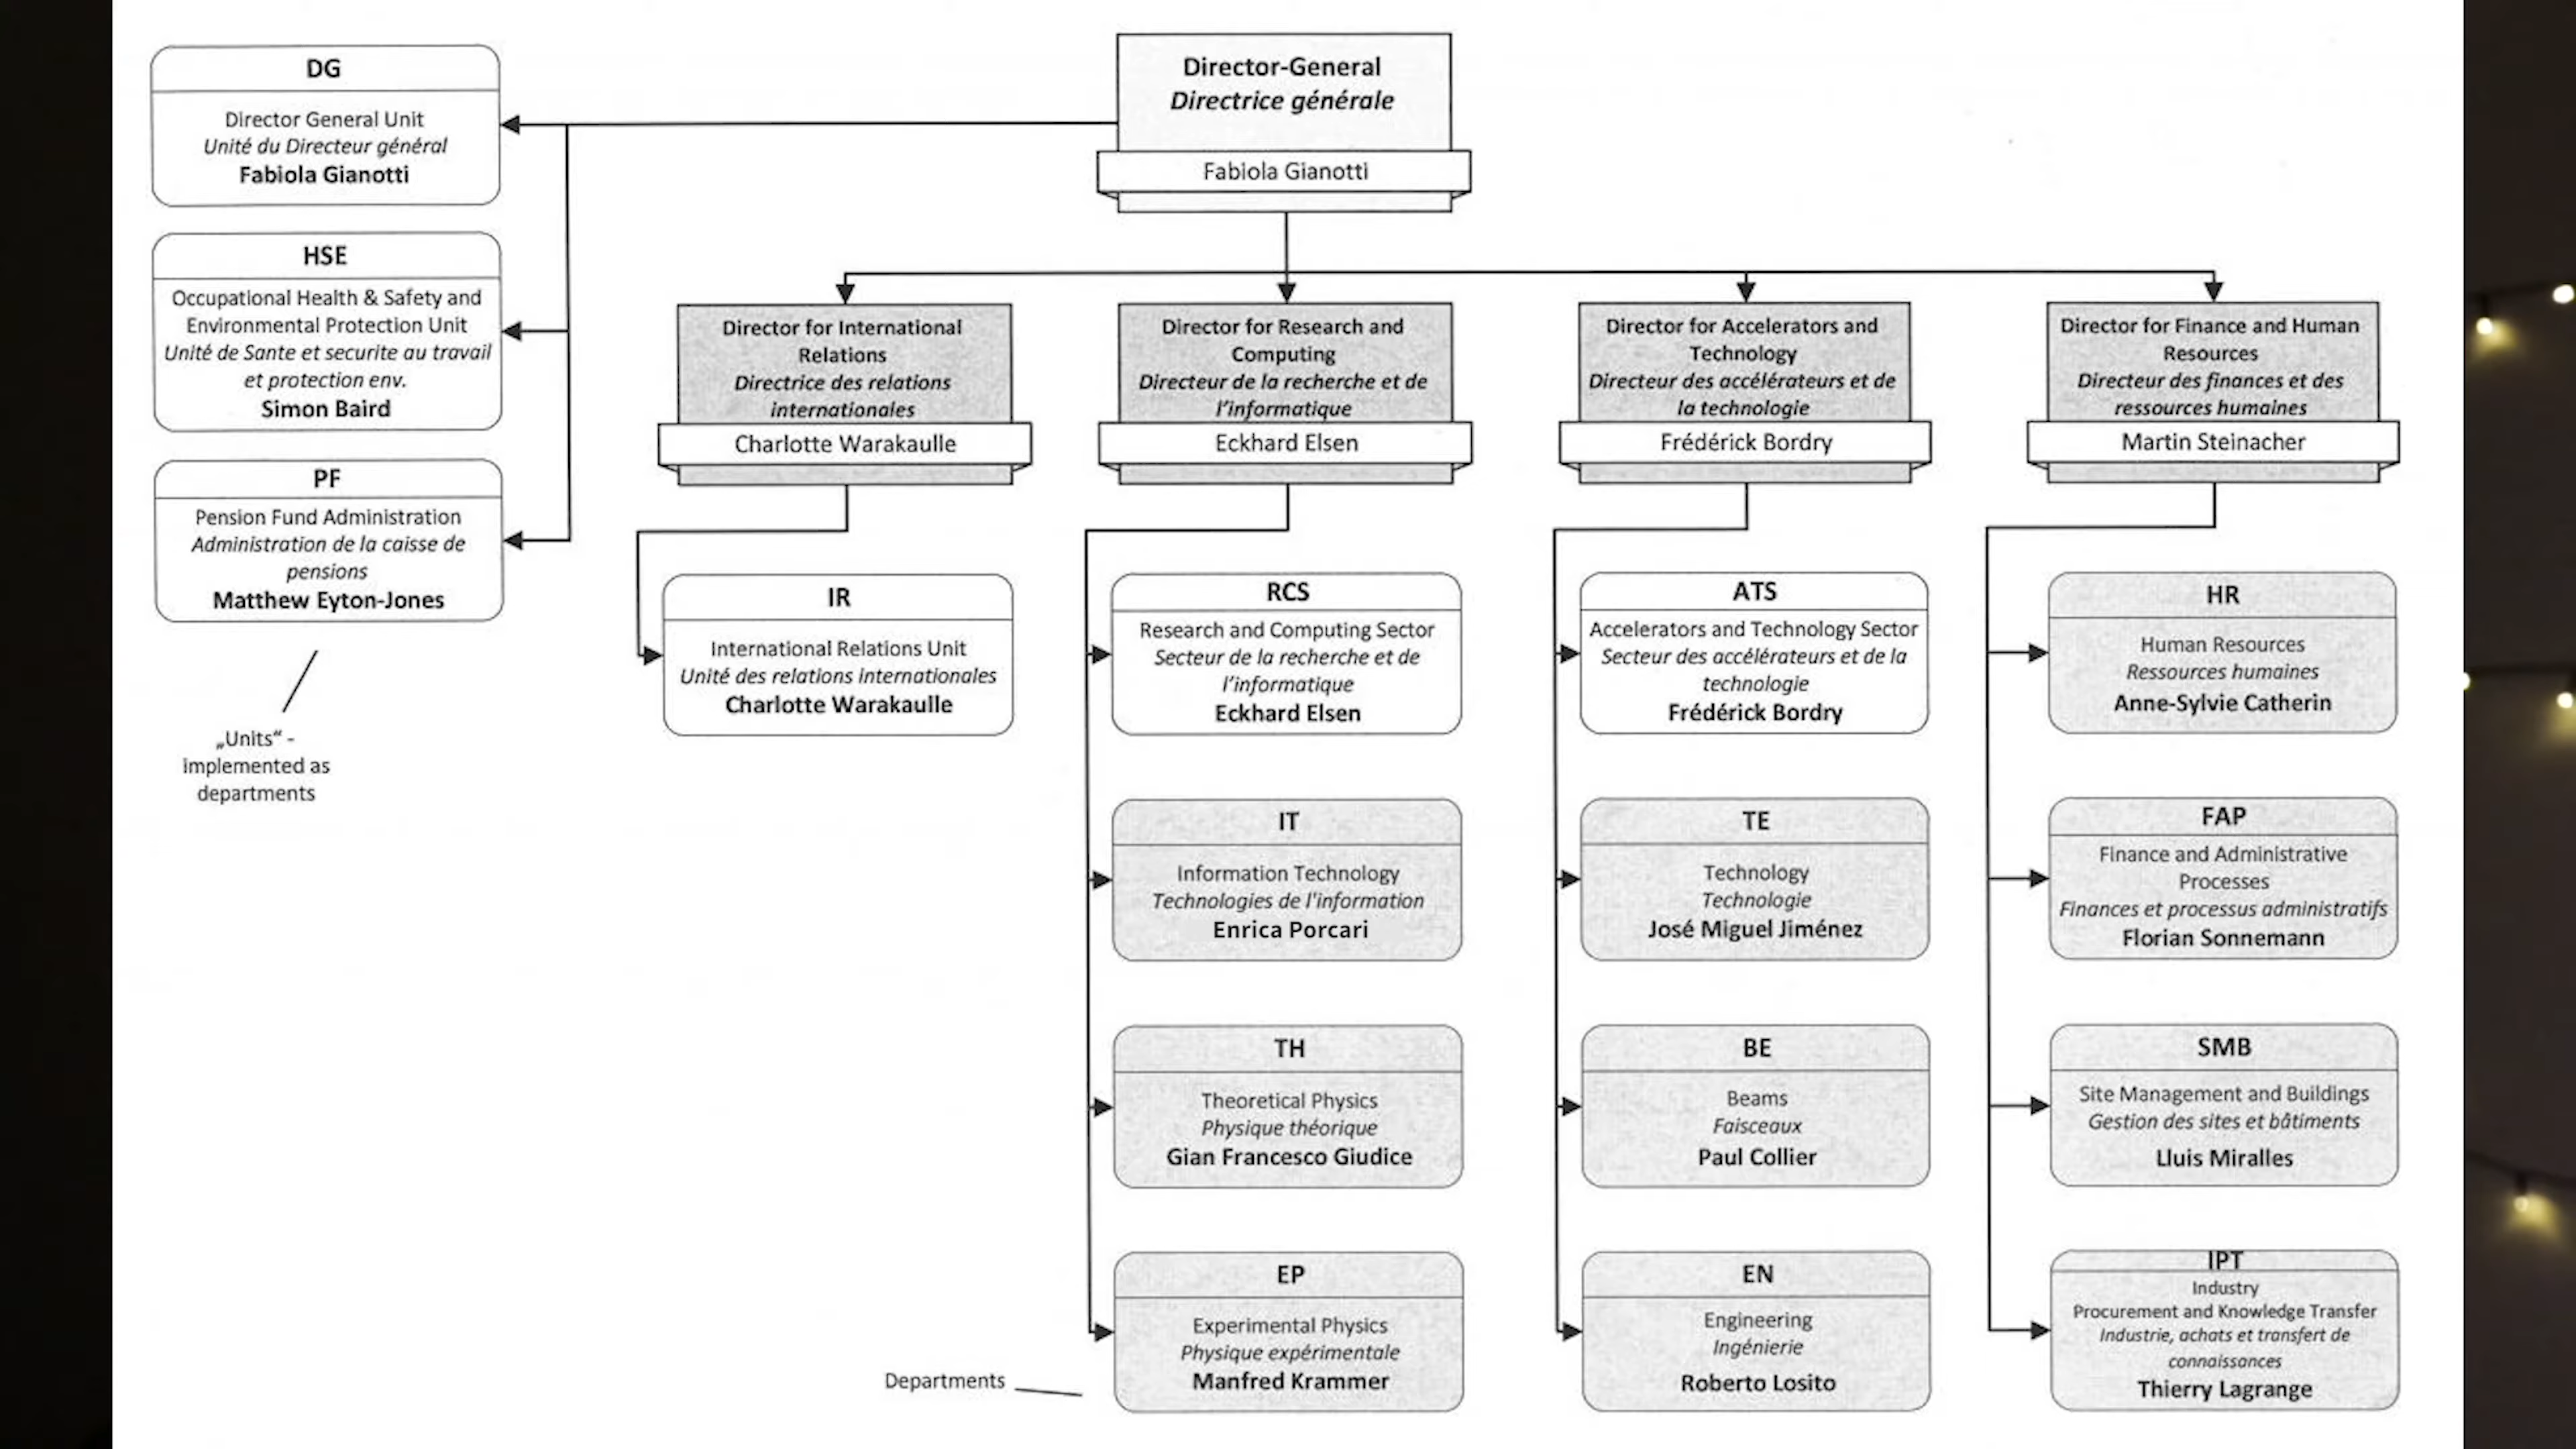 DG
Director General Unit
Unité du Directeur général
Fabiola Gianotti
HSE
Occupational Health & Safety and
Environmental Protection Unit
Unité de Sante et securite au travail
et protection env.
Simon Baird
PF
Pension Fund Administration
Administration de la caisse de
pensions
Matthew Eyton-Jones
„Units“ -
implemented as
departments
Director-General
Directrice générale
Fabiola Gianotti
Director for International
Relations
Directrice des relations
internationales
Charlotte Warakaulle
IR
International Relations Unit
Unité des relations internationales
Charlotte Warakaulle
Director for Research and
Computing
Directeur de la recherche et de
l'informatique
Eckhard Elsen
RCS
Research and Computing Sector
Secteur de la recherche et de
l'informatique
Eckhard Elsen
IT
Information Technology
Technologies de l'information
Enrica Porcari
TH
Theoretical Physics
Physique théorique
Gian Francesco Giudice
EP
Experimental Physics
Physique expérimentale
Manfred Krammer
Departments
Director for Accelerators and
Technology
Directeur des accélérateurs et de
la technologie
Frédérick Bordry
ATS
Accelerators and Technology Sector
Secteur des accélérateurs et de la
technologie
Frédérick Bordry
TE
Technology
Technologie
José Miguel Jiménez
BE
Beams
Faisceaux
Paul Collier
EN
Engineering
Ingénierie
Roberto Losito
Director for Finance and Human
Resources
Directeur des finances et des
ressources humaines
Martin Steinacher
HR
Human Resources
Ressources humaines
Anne-Sylvie Catherin
FAP
Finance and Administrative
Processes
Finances et processus administratifs
Florian Sonnemann
SMB
Site Management and Buildings
Gestion des sites et bâtiments
Lluis Miralles
IPT
Industry
Procurement and Knowledge Transfer
Industrie, achats et transfert de
connaissances
Thierry Lagrange